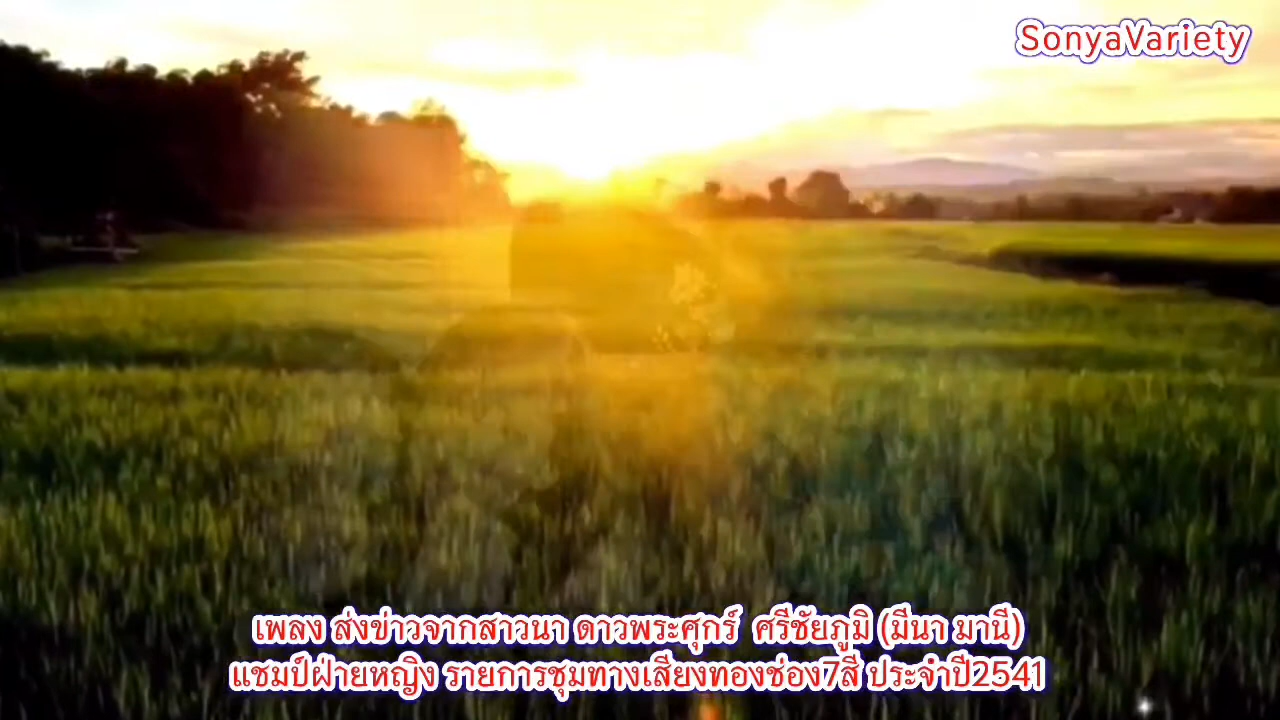 SonyaVariety
เพลง ส่งข่าวจากสาวนา ดาวพระศุกร์ ศรีชัยภูมิ (มีนา มานี)
แชมป์ฝ่ายหญิง รายการชุมทางเสียงทองช่อง7สี ประจำปี2541